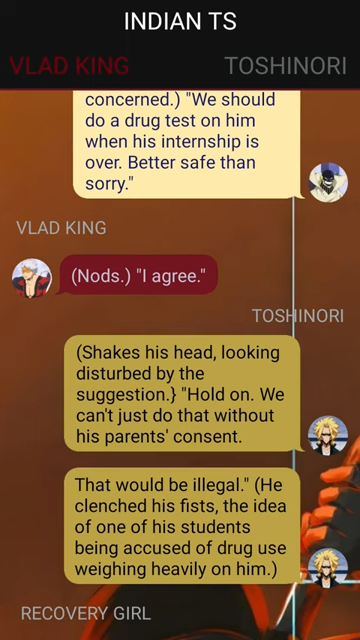 INDIAN TS
VLAD KING TOSHINORI
concerned.) "We should
do a drug test on him
when his internship is
over. Better safe than
sorry."
VLAD KING
(Nods.) "I agree."
TOSHINORI
(Shakes his head, looking
disturbed by the
suggestion.} "Hold on. We
can't just do that without
his parents' consent.
That would be illegal." (He
clenched his fists, the idea
of one of his students
being accused of drug use
weighing heavily on him.)
RECOVERY GIRL